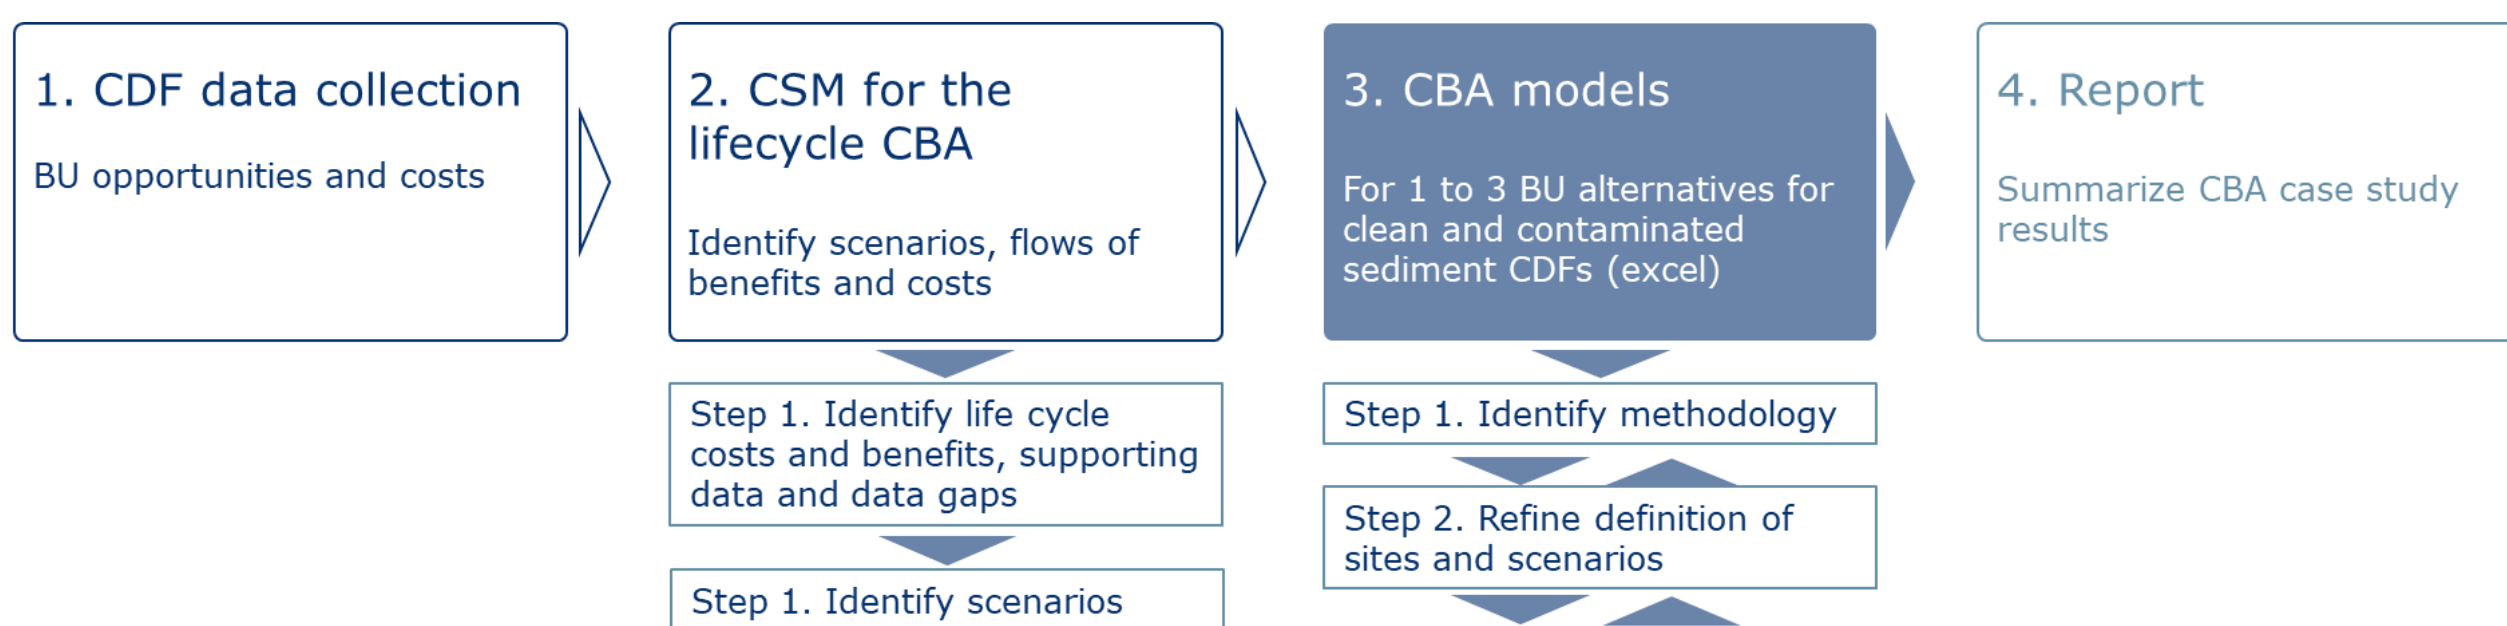 1. CDF data collection
BU opportunities and costs
2. CSM for the
lifecycle CBA
Identify scenarios, flows of
benefits and costs
Step 1. Identify life cycle
costs and benefits, supporting
data and data gaps
Step 1. Identify scenarios
3. CBA models
For 1 to 3 BU alternatives for
clean and contaminated
sediment CDFs (excel)
Step 1. Identify methodology
Step 2. Refine definition of
sites and scenarios
4. Report
Summarize CBA case study
results